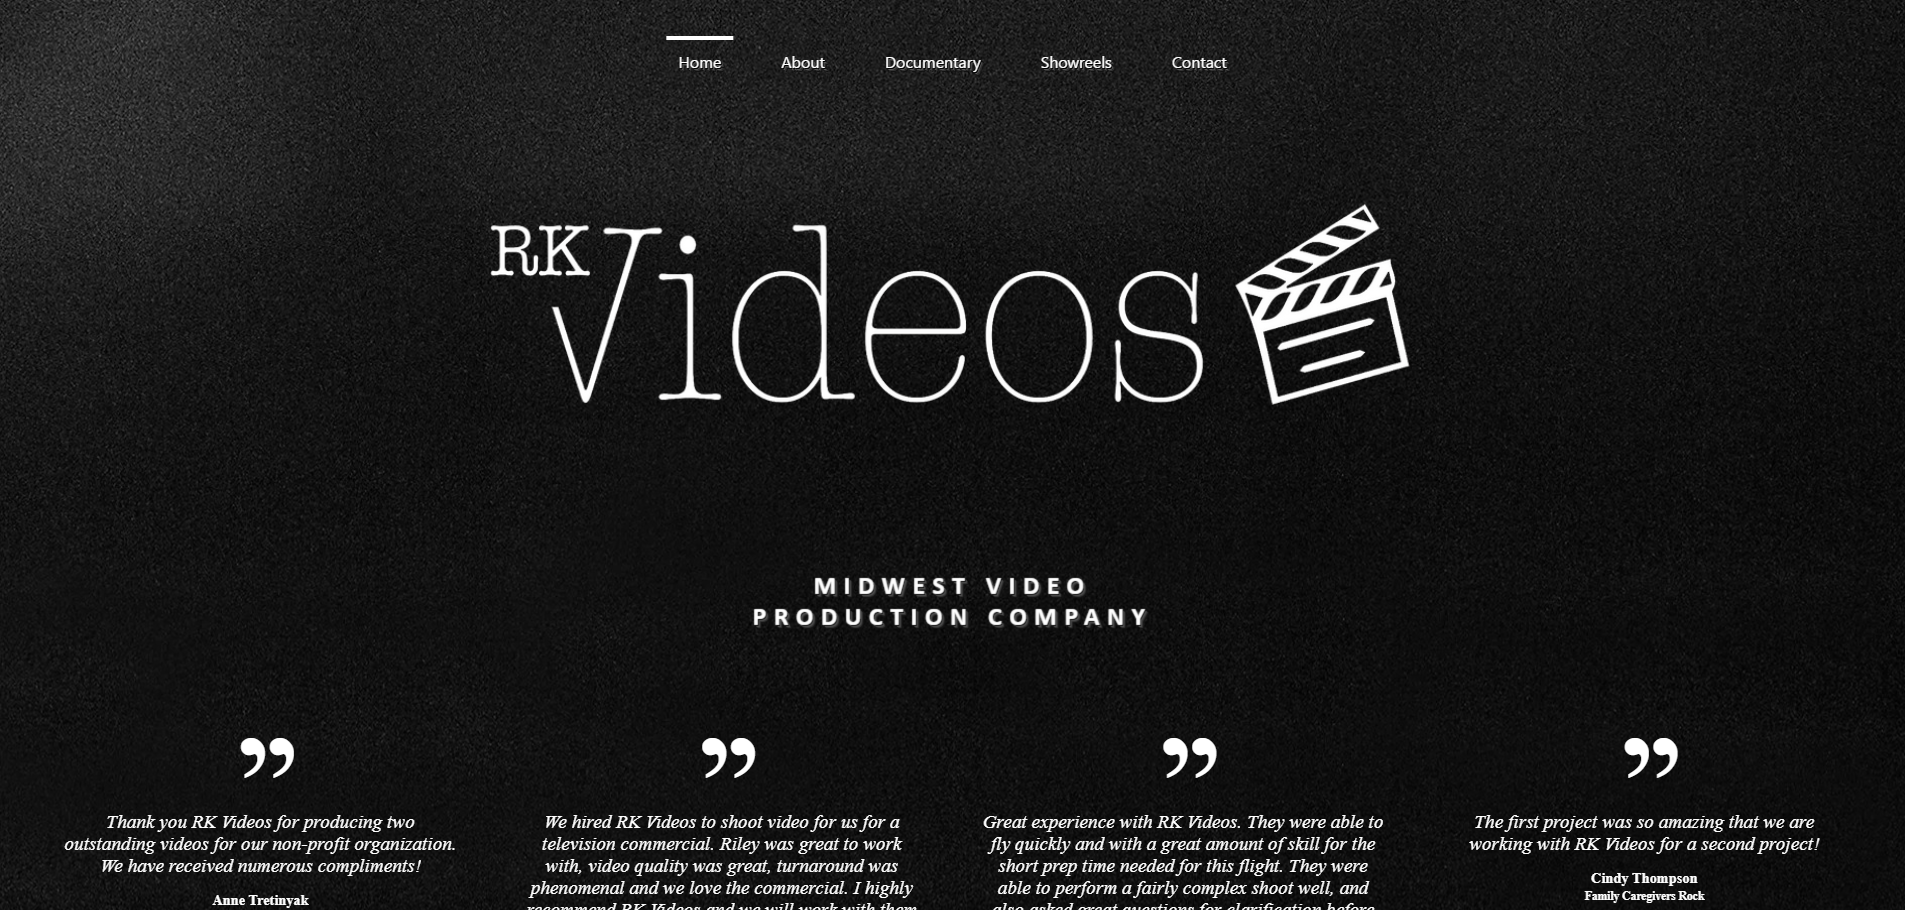 Home About Documentary Showreels Contact
RK Videos
MIDWEST VIDEO
PRODUCTION COMPANY
Thank you RK Videos for producing two
outstanding videos for our non-profit organization.
We have received numerous compliments!
Anne Tretinyak
We hired RK Videos to shoot video for us for a
television commercial. Riley was great to work
with, video quality was great, turnaround was
phenomenal and we love the commercial. I highly
recommend RK Videos and we will work with them
Great experience with RK Videos. They were able to
fly quickly and with a great amount of skill for the
short prep time needed for this flight. They were
able to perform a fairly complex shoot well, and
also asked great questions for clarification before
The first project was so amazing that we are
working with RK Videos for a second project!
Cindy Thompson
Family Caregivers Rock